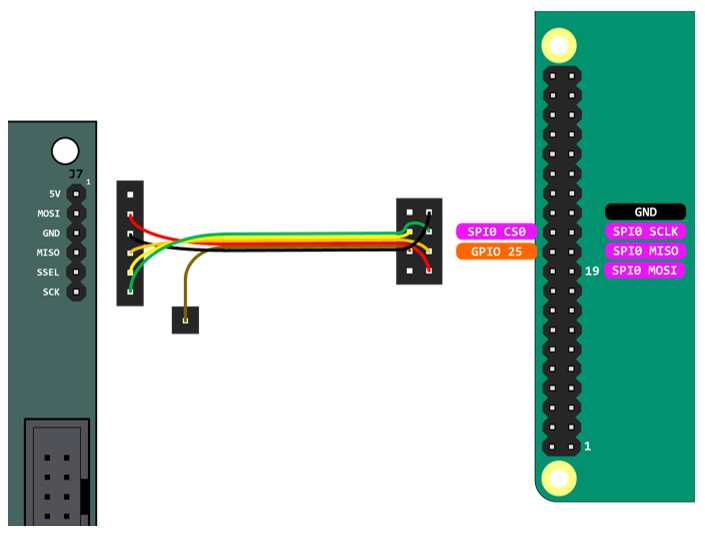 J7
1
5V
MOSI
GND
MISO
SSEL
SCK
SPI0 CS0
GPIO 25
GND
SPI0 SCLK
SPI0 MISO
19 SPI0 MOSI
1